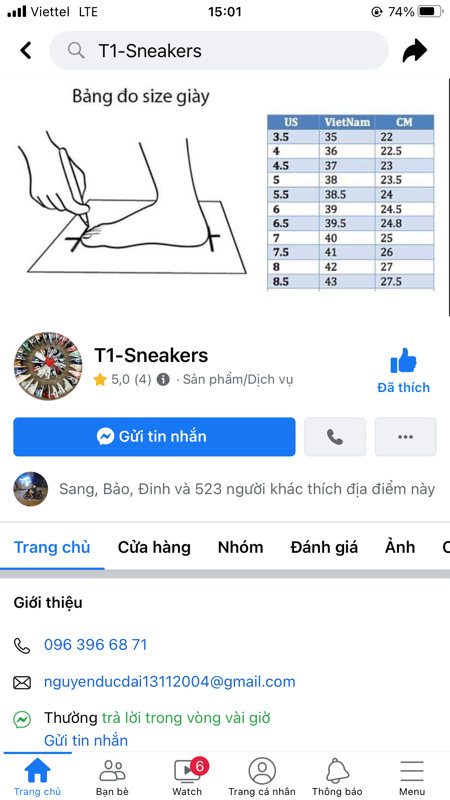 Viettel LTE 15:01 74%
T1-Sneakers
Bảng đo size giày
US VietNam CM
3.5 35 22
4 36 22.5
4.5 37 23
5 38 23.5
5.5 38.5 24
6 39 24.5
6.5 39.5 24.8
7 40 25
7.5 41 26
8 42 27
8.5 43 27.5
T1-Sneakers
5,0 (4) · Sản phẩm/Dịch vụ
Đã thích
Gửi tin nhắn
Sang, Bảo, Đinh và 523 người khác thích địa điểm này
Trang chủ Cửa hàng Nhóm Đánh giá Ảnh C
Giới thiệu
096 396 68 71
nguyenducdai13112004@gmail.com
Thường trả lời trong vòng vài giờ
Gửi tin nhắn
6
Trang chủ Bạn bè Watch Trang cá nhân Thông báo Menu